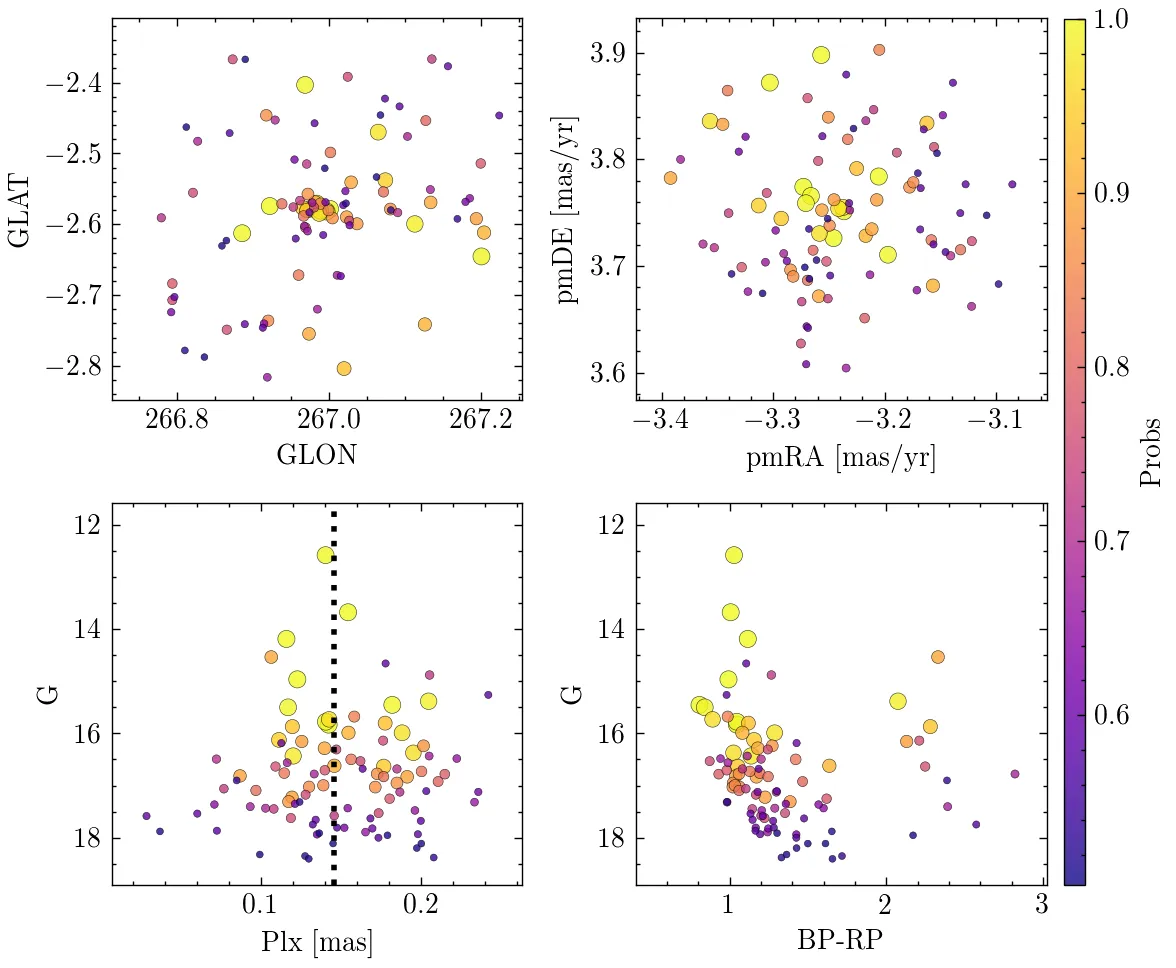 GLAT
−2.4
−2.5
−2.6
−2.7
−2.8
266.8 267.0 267.2
GLON
pmDE [mas/yr]
3.9
3.8
3.7
3.6
−3.4 −3.3 −3.2 −3.1
pmRA [mas/yr]
1.0
0.9
0.8
0.7
0.6
Probs
G
12
14
16
18
0.1 0.2
Plx [mas]
G
12
14
16
18
1 2 3
BP-RP